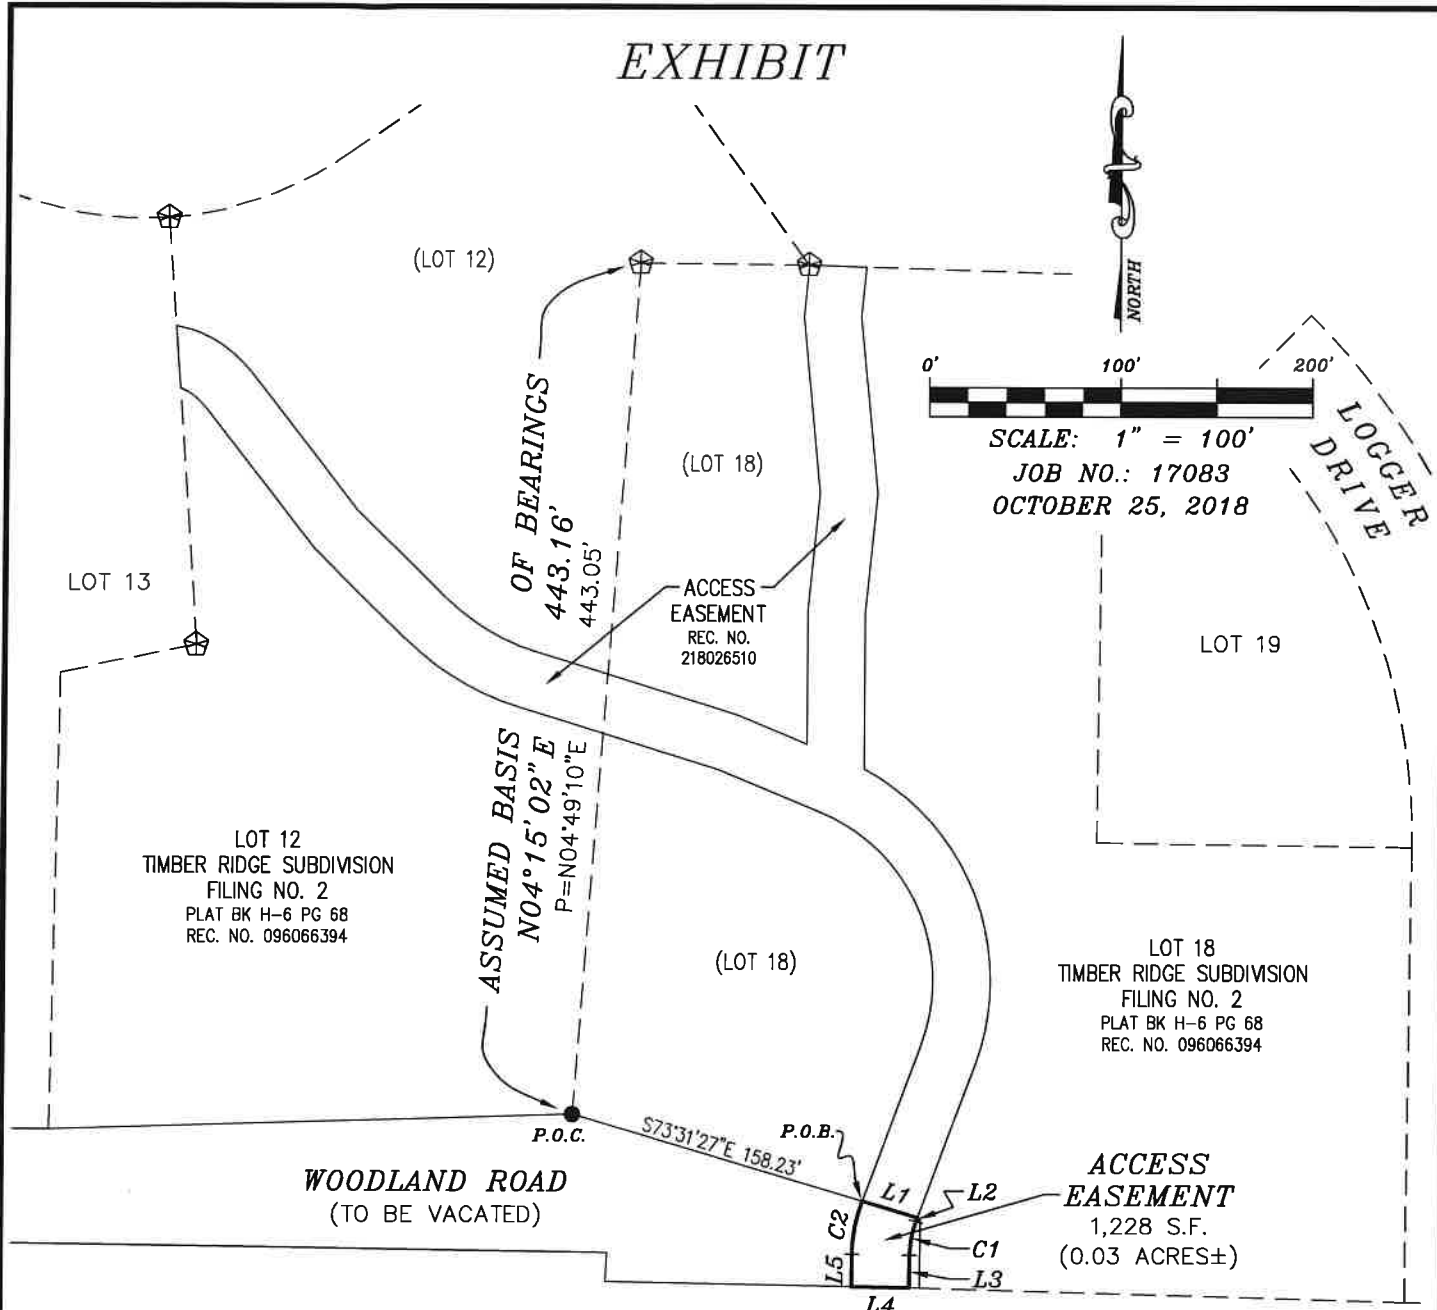 EXHIBIT
NORTH
(LOT 12)
0' 100' 200'
SCALE: 1" = 100'
JOB NO.: 17083
OCTOBER 25, 2018
LOGGER
DRIVE
(LOT 18)
OF BEARINGS
443.16'
443.05'
LOT 13
ACCESS
EASEMENT
REC. NO.
218026510
LOT 19
ASSUMED BASIS
N04°15'02"E
P=N04°49'10"E
LOT 12
TIMBER RIDGE SUBDIVISION
FILING NO. 2
PLAT BK H-6 PG 68
REC. NO. 096066394
(LOT 18)
LOT 18
TIMBER RIDGE SUBDIVISION
FILING NO. 2
PLAT BK H-6 PG 68
REC. NO. 096066394
P.O.C.
S73°31'27"E 158.23'
P.O.B.
WOODLAND ROAD
(TO BE VACATED)
L1
L2
ACCESS
EASEMENT
1,228 S.F.
(0.03 ACRES±)
C2
C1
L5
L3
L4